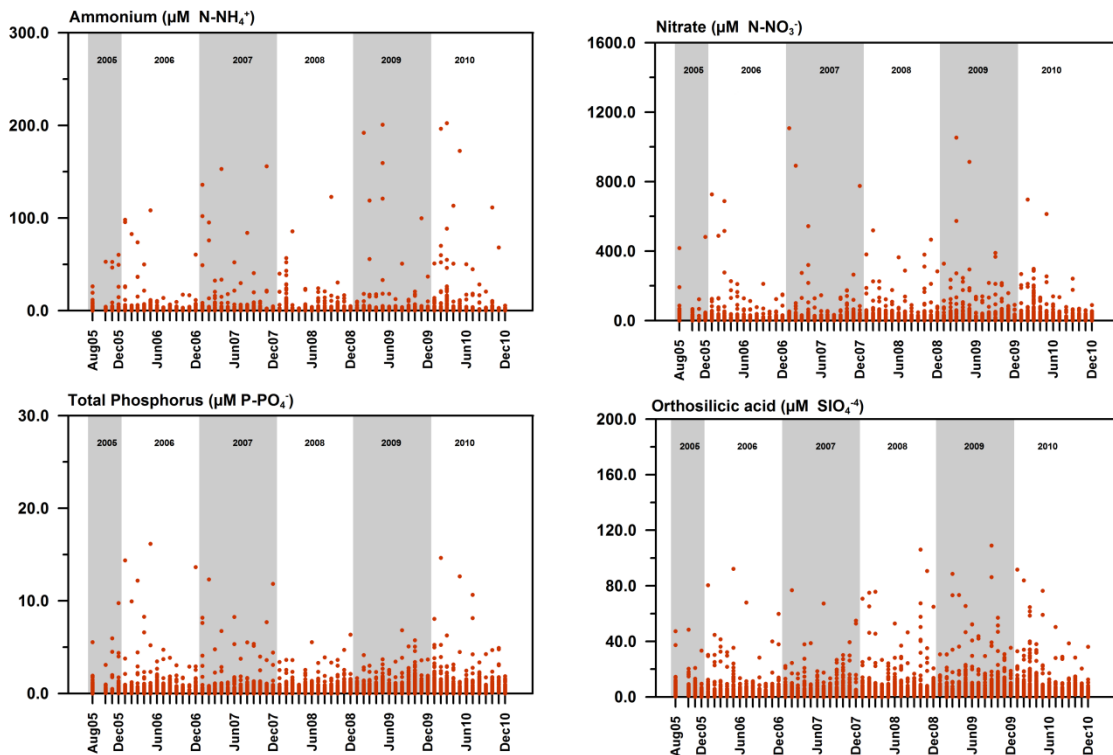 Ammonium (µM N-NH₄⁺)
300.0
200.0
100.0
0.0
2005 2006 2007 2008 2009 2010
Aug05 Dec05 Jun06 Dec06 Jun07 Dec07 Jun08 Dec08 Jun09 Dec09 Jun10 Dec10
Nitrate (µM N-NO₃⁻)
1600.0
1200.0
800.0
400.0
0.0
2005 2006 2007 2008 2009 2010
Aug05 Dec05 Jun06 Dec06 Jun07 Dec07 Jun08 Dec08 Jun09 Dec09 Jun10 Dec10
Total Phosphorus (µM P-PO₄⁻)
30.0
20.0
10.0
0.0
2005 2006 2007 2008 2009 2010
Aug05 Dec05 Jun06 Dec06 Jun07 Dec07 Jun08 Dec08 Jun09 Dec09 Jun10 Dec10
Orthosilicic acid (µM SIO₄⁻⁴)
200.0
160.0
120.0
80.0
40.0
0.0
2005 2006 2007 2008 2009 2010
Aug05 Dec05 Jun06 Dec06 Jun07 Dec07 Jun08 Dec08 Jun09 Dec09 Jun10 Dec10